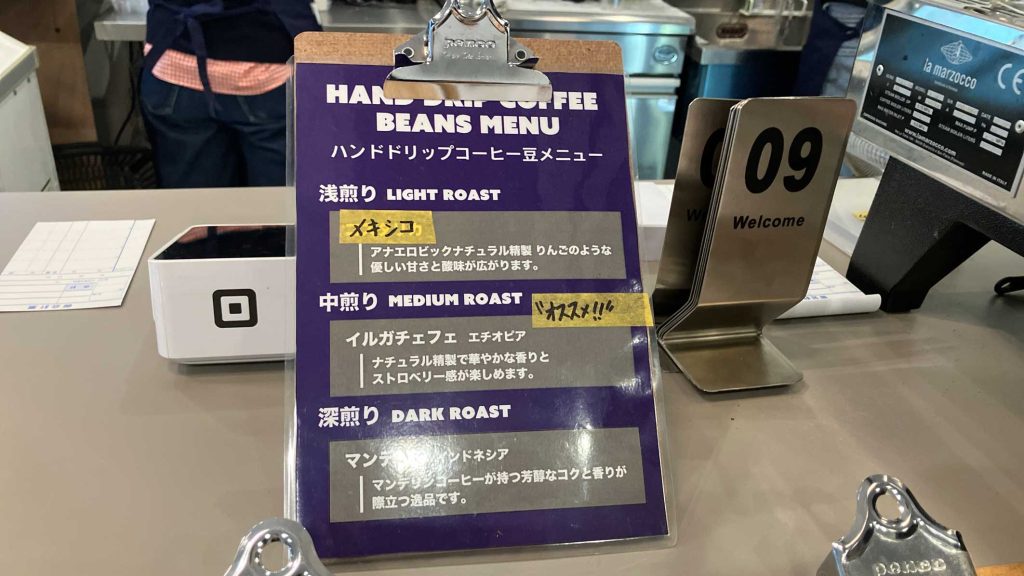 penco
HAND DRIP COFFEE
BEANS MENU
ハンドドリップコーヒー豆メニュー
浅煎り LIGHT ROAST
メキシコ
アナエロビックナチュラル精製 りんごのような
優しい甘さと酸味が広がります。
中煎り MEDIUM ROAST
"オススメ!!"
イルガチェフェ エチオピア
ナチュラル精製で華やかな香りと
ストロベリー感が楽しめます。
深煎り DARK ROAST
マンデ
ンドネシア
マンデリンコーヒーが持つ芳醇なコクと香りが
際立つ逸品です。
09
Welcome
la marzocco
CE
www.lamarzocco.com
MADE IN ITALY
penco